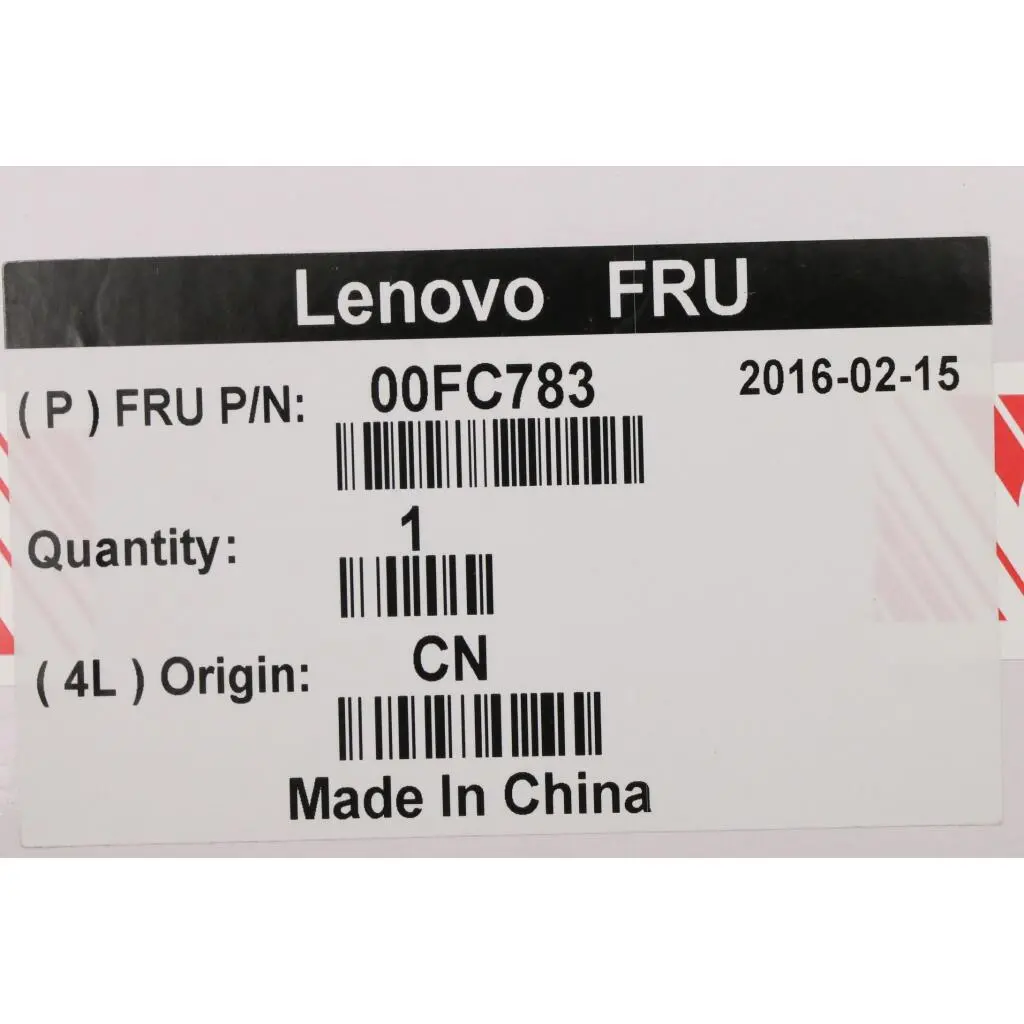 Lenovo FRU
( P ) FRU P/N: 00FC783 2016-02-15
Quantity: 1
( 4L ) Origin: CN
Made In China